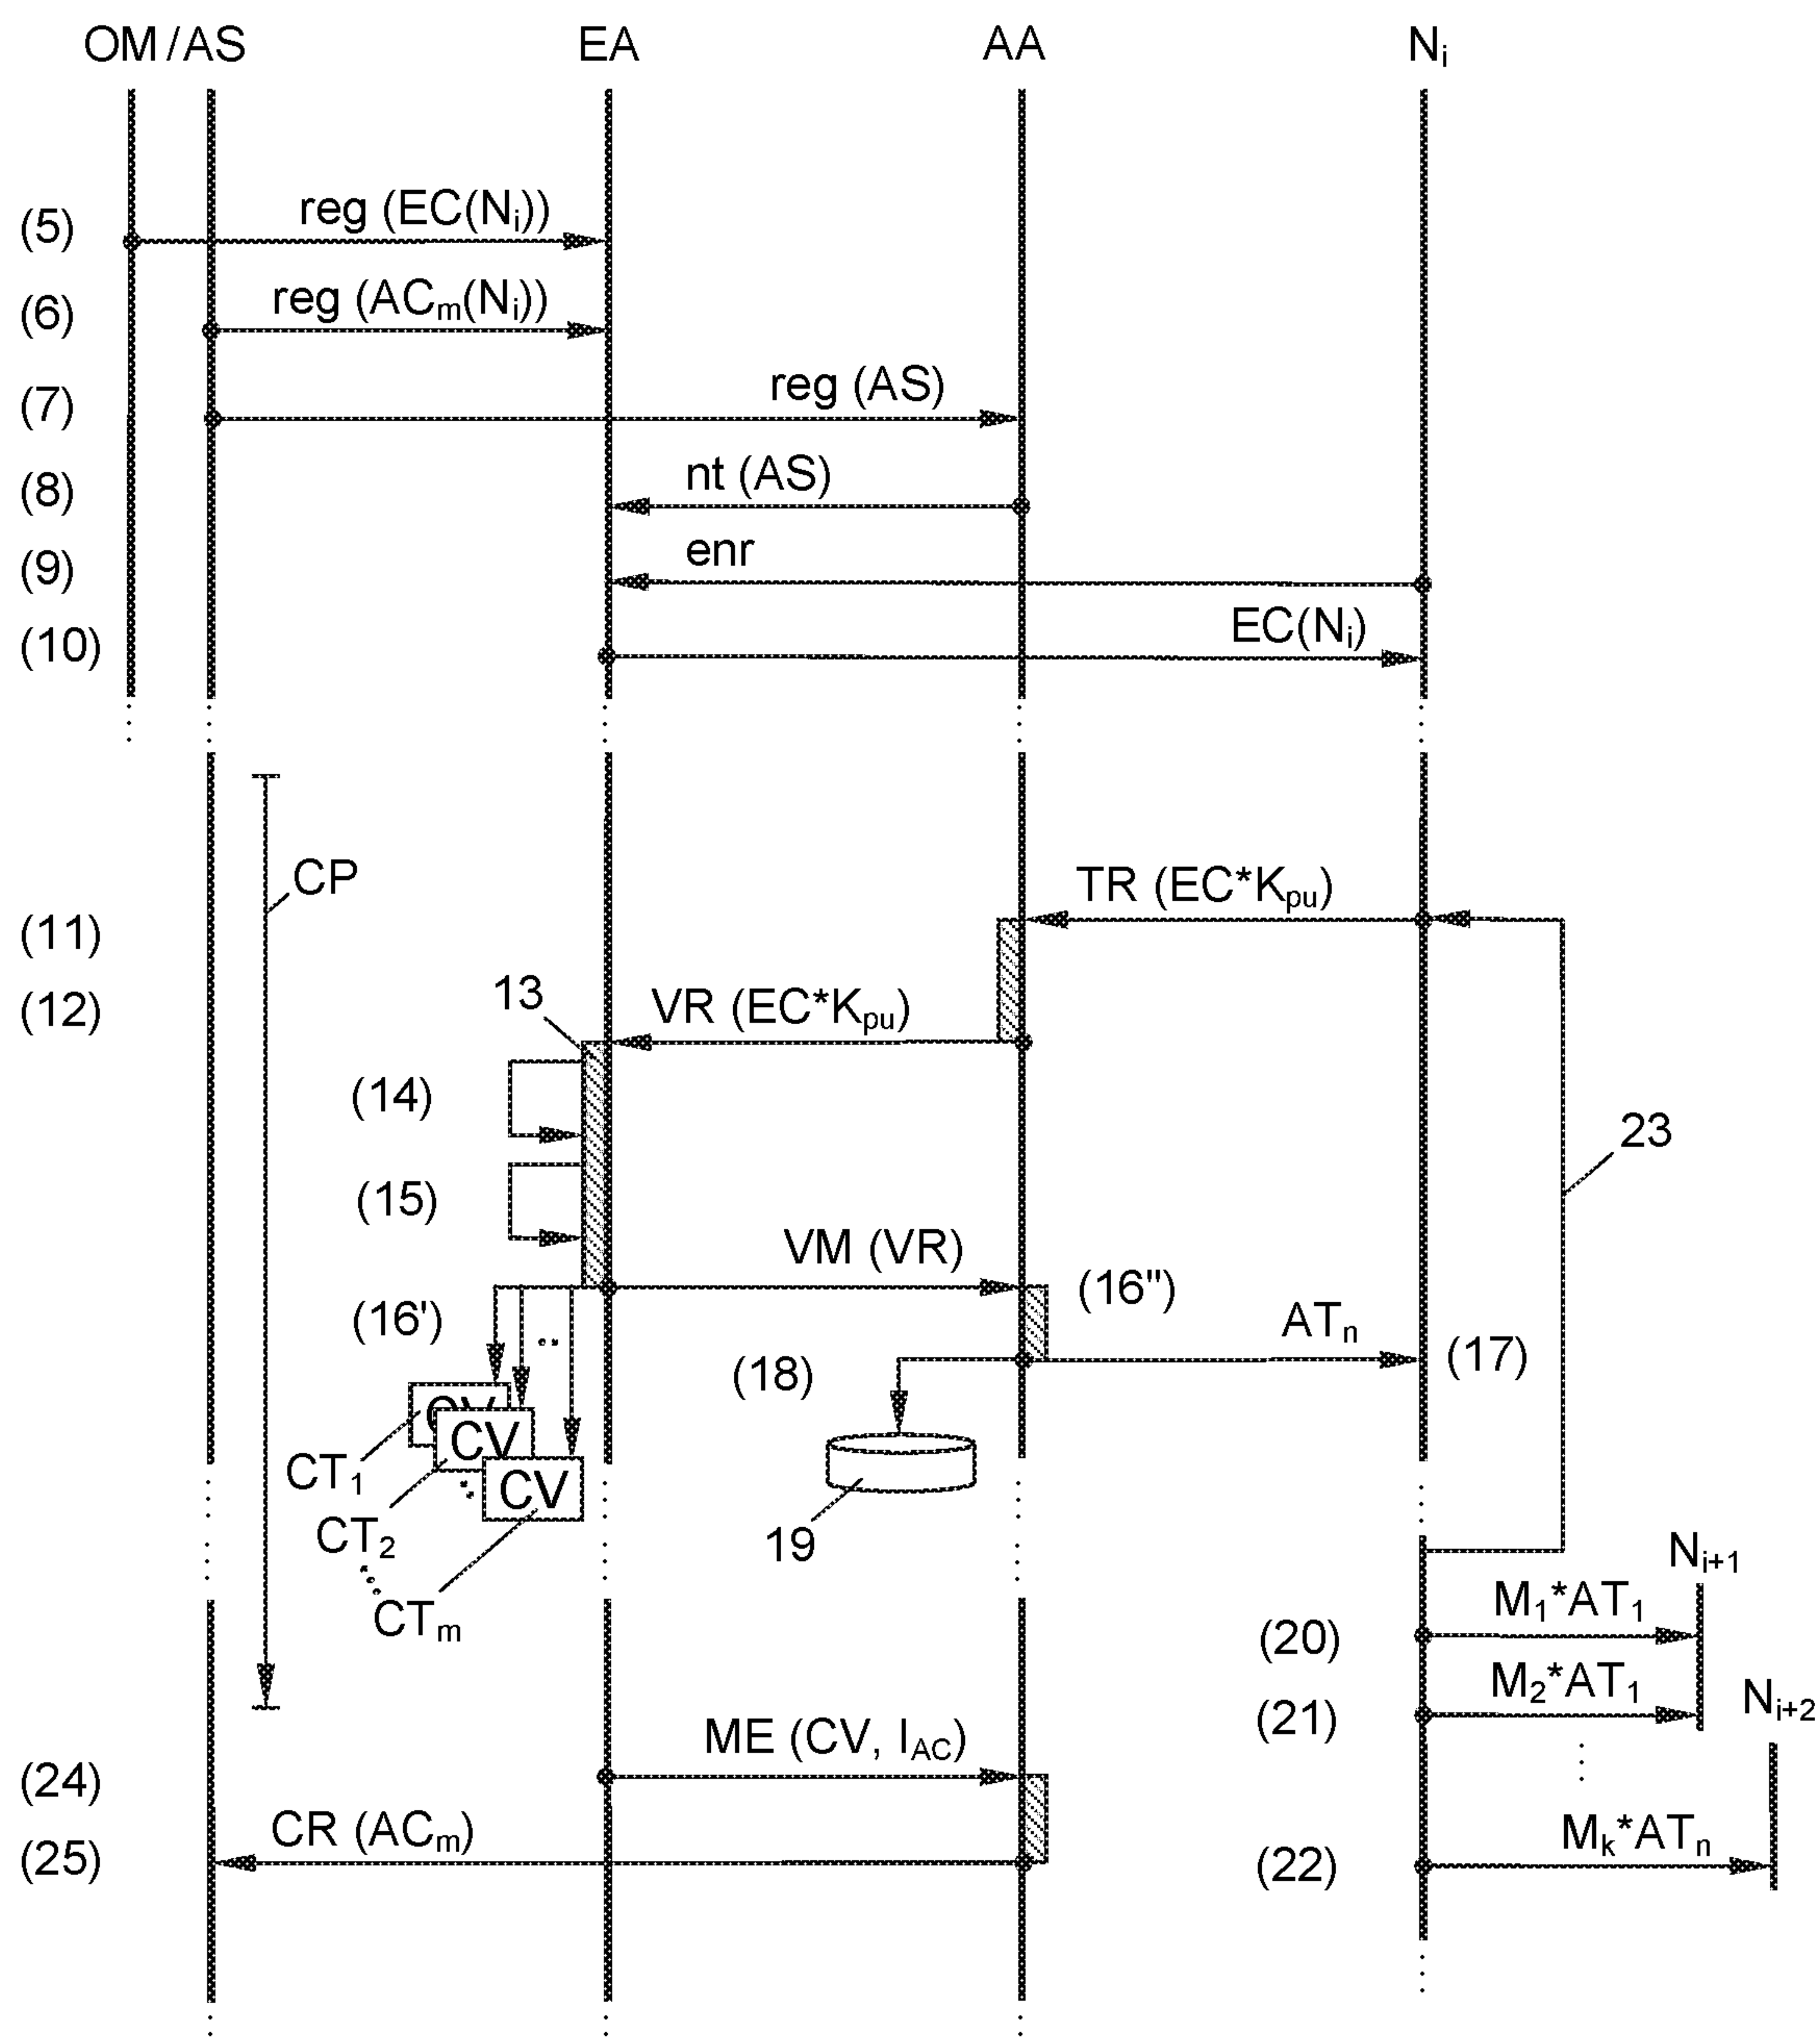 OM / AS EA AA Nᵢ
(5) reg (EC(Nᵢ))
(6) reg (ACₘ(Nᵢ))
(7) reg (AS)
(8) nt (AS)
(9) enr
(10) EC(Nᵢ)
CP
(11) TR (EC*Kₚᵤ)
(12) 13 VR (EC*Kₚᵤ)
(14)
23
(15)
VM (VR)
(16') (16")
ATₙ
(18) (17)
CV
CV
CT₁ CV
CT₂ 19
CTₘ
Nᵢ₊₁
(20) M₁*AT₁
(21) M₂*AT₁
Nᵢ₊₂
(24) ME (CV, I_AC)
(25) CR (ACₘ)
(22) Mₖ*ATₙ